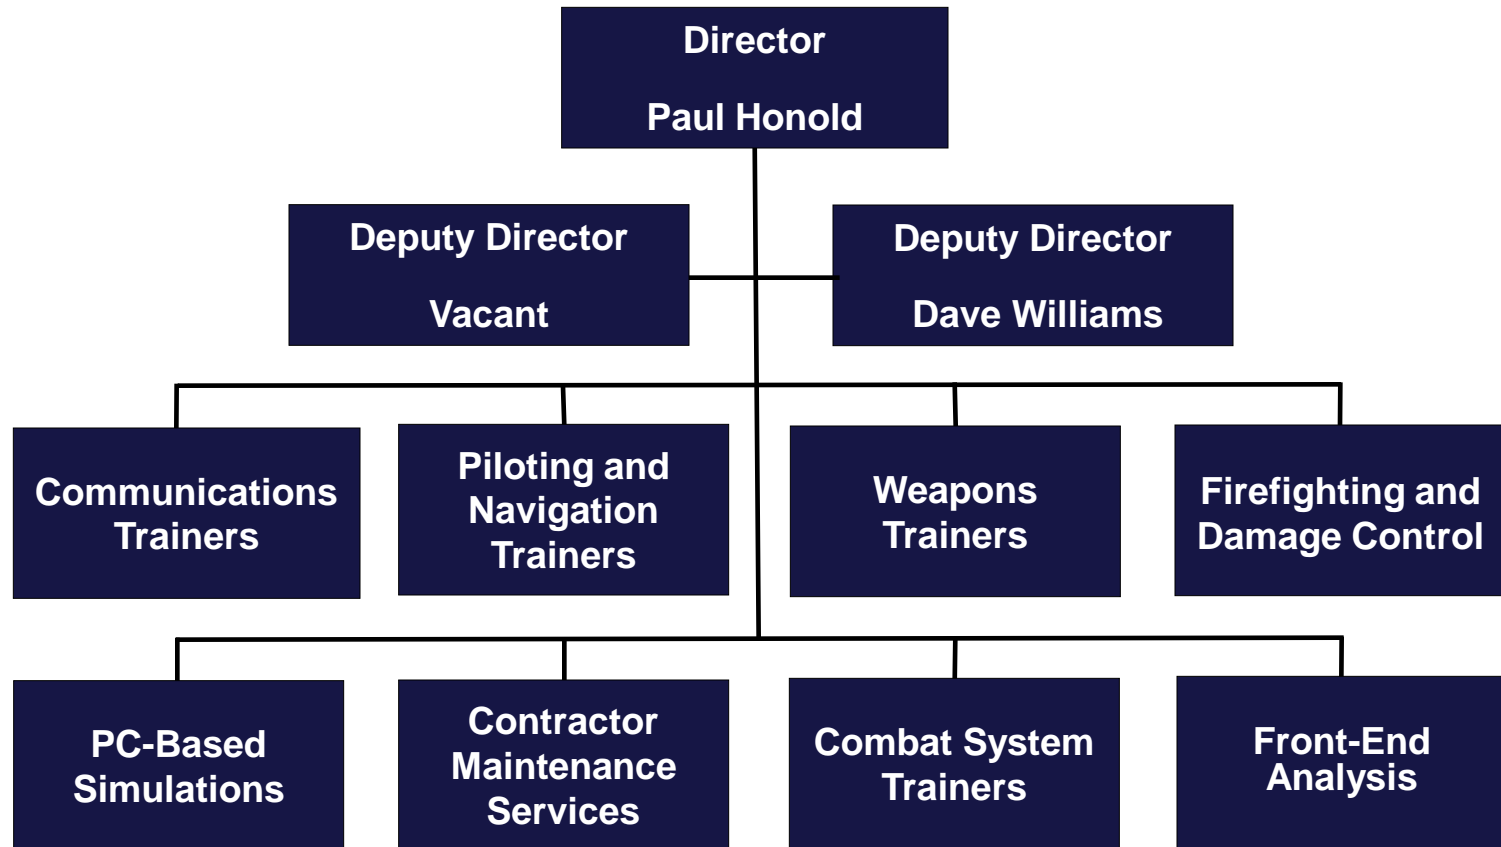 Director
Paul Honold
Deputy Director
Vacant
Deputy Director
Dave Williams
Communications
Trainers
Piloting and
Navigation
Trainers
Weapons
Trainers
Firefighting and
Damage Control
PC-Based
Simulations
Contractor
Maintenance
Services
Combat System
Trainers
Front-End
Analysis